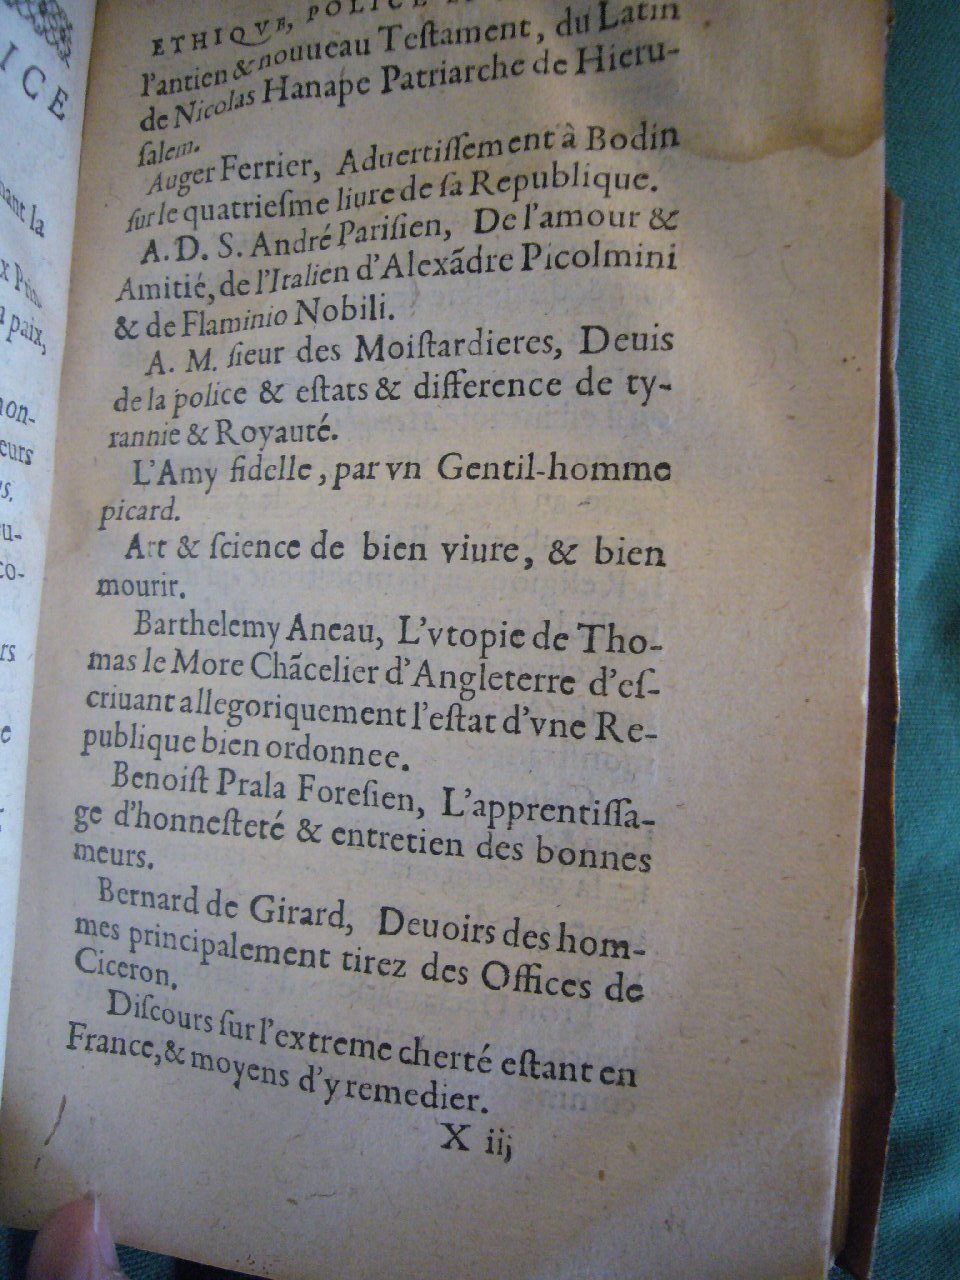 ICE
nant la
x Prin-
a paix,
eurs
ETHIQVE, POLICE
l'antien & nouueau Testament, du Latin
de Nicolas Hanape Patriarche de Hieru-
salem.
Auger Ferrier, Aduertissement à Bodin
sur le quatriesme liure de sa Republique.
A. D. S. André Parisien, De l'amour &
Amitié, de l'Italien d'Alexãdre Picolmini
& de Flaminio Nobili.
A. M. sieur des Moistardieres, Deuis
de la police & estats & difference de ty-
rannie & Royauté.
L'Amy fidelle, par vn Gentil-homme
picard.
Art & science de bien viure, & bien
mourir.
Barthelemy Aneau, L'vtopie de Tho-
mas le More Chãcelier d'Angleterre d'es-
criuant allegoriquement l'estat d'vne Re-
publique bien ordonnee.
Benoist Prala Foresien, L'apprentissa-
ge d'honnesteté & entretien des bonnes
meurs.
Bernard de Girard, Deuoirs des hom-
mes principalement tirez des Offices de
Ciceron.
Discours sur l'extreme cherté estant en
France, & moyens d'y remedier.
X iij